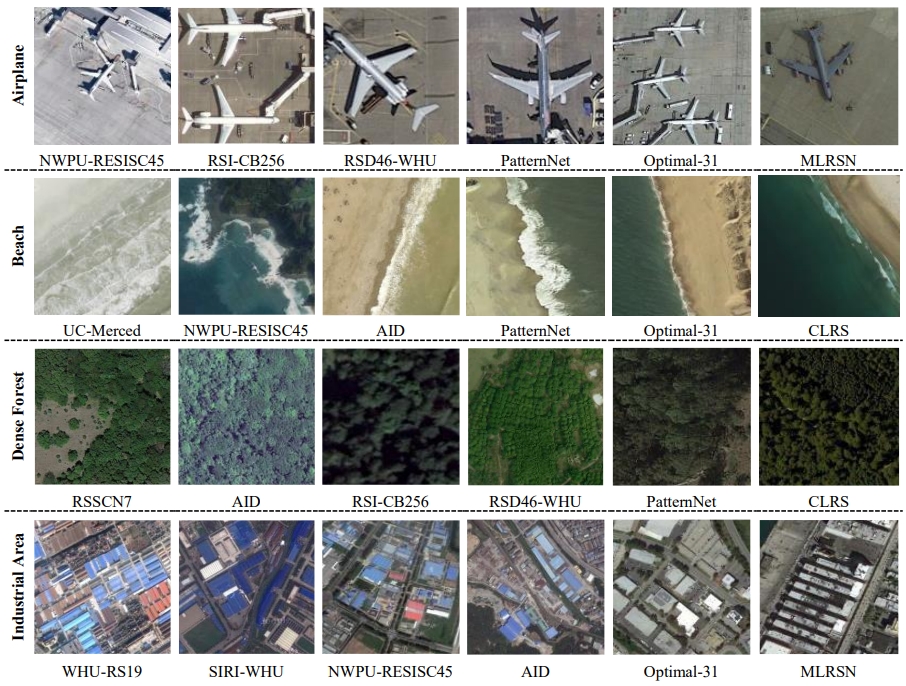 Airplane
NWPU-RESISC45 RSI-CB256 RSD46-WHU PatternNet Optimal-31 MLRSN
Beach
UC-Merced NWPU-RESISC45 AID PatternNet Optimal-31 CLRS
Dense Forest
RSSCN7 AID RSI-CB256 RSD46-WHU PatternNet CLRS
Industrial Area
WHU-RS19 SIRI-WHU NWPU-RESISC45 AID Optimal-31 MLRSN